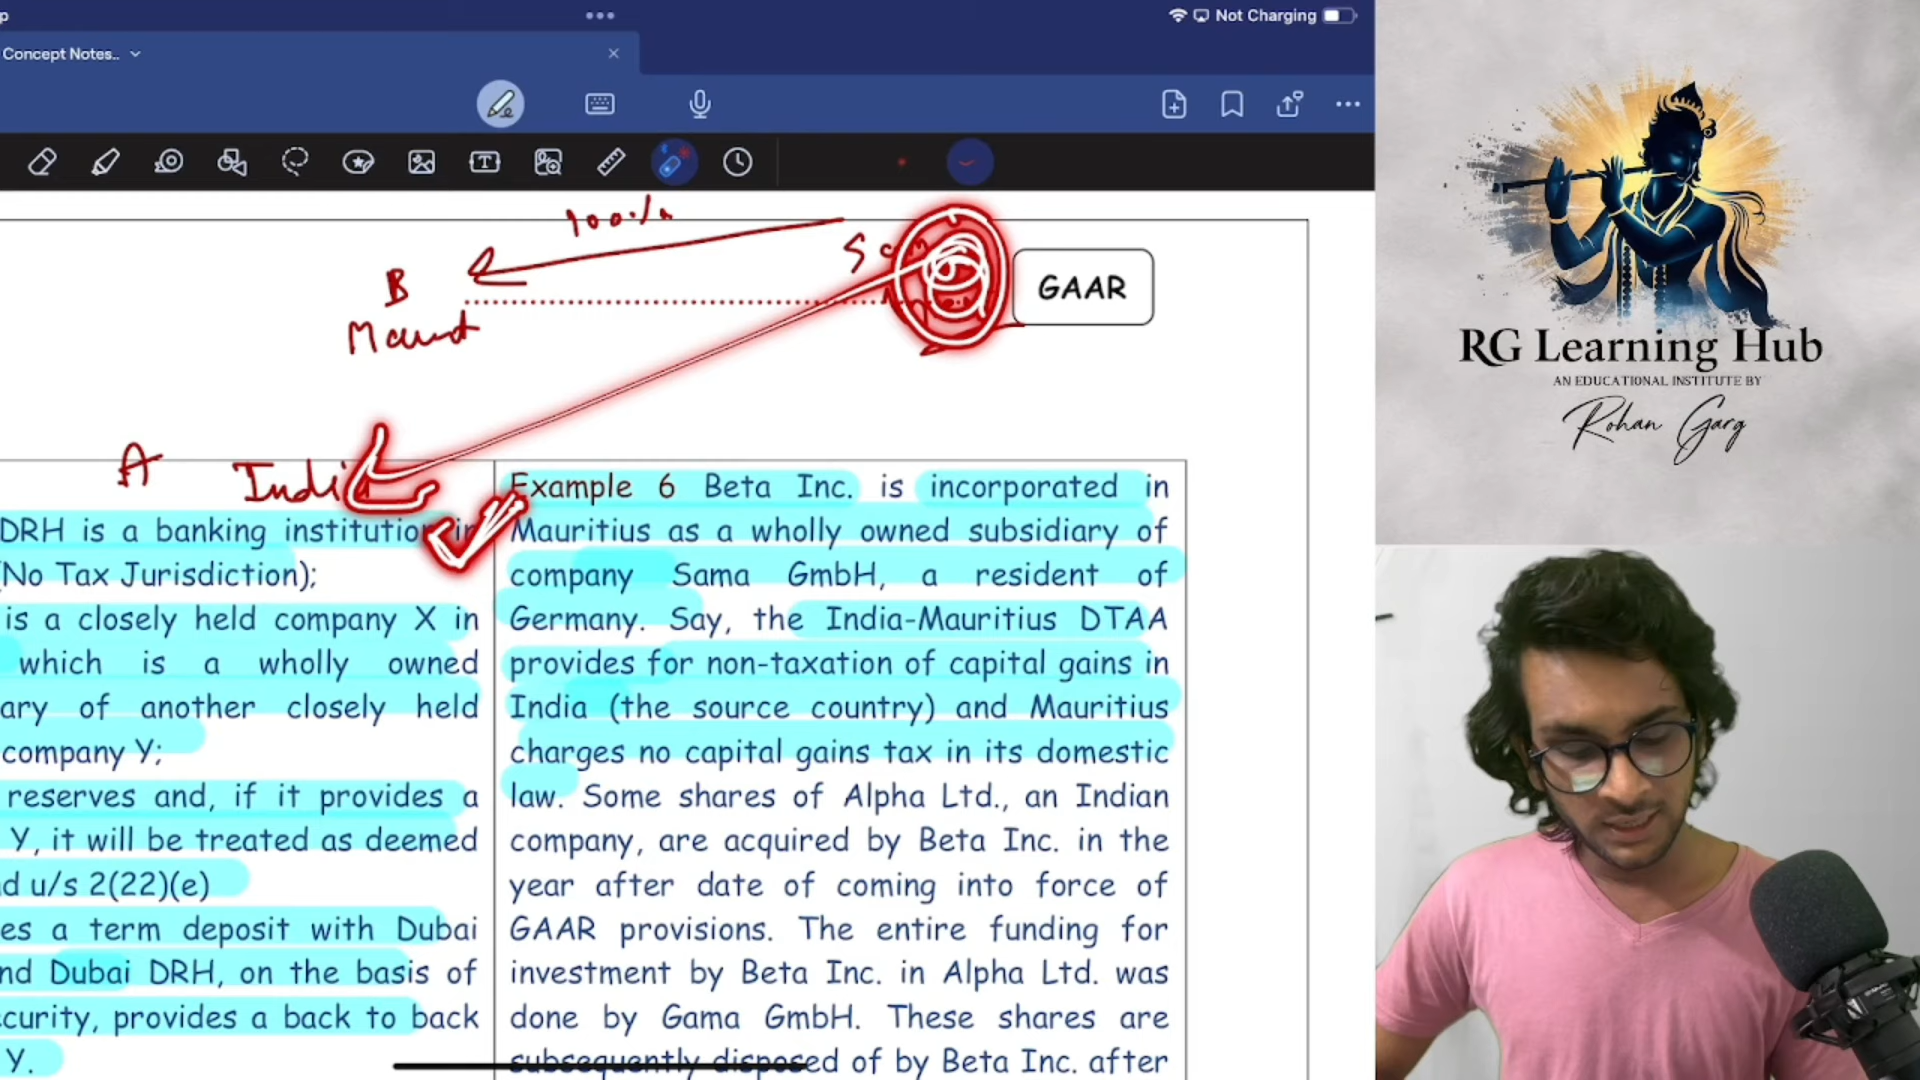 p
Not Charging
Concept Notes..
100%
B
Maurit
GAAR
A
India
DRH is a banking institution in
(No Tax Jurisdiction);
is a closely held company X in
which is a wholly owned
ary of another closely held
company Y;
reserves and, if it provides a
Y, it will be treated as deemed
d u/s 2(22)(e)
es a term deposit with Dubai
nd Dubai DRH, on the basis of
curity, provides a back to back
Y.
Example 6 Beta Inc. is incorporated in
Mauritius as a wholly owned subsidiary of
company Sama GmbH, a resident of
Germany. Say, the India-Mauritius DTAA
provides for non-taxation of capital gains in
India (the source country) and Mauritius
charges no capital gains tax in its domestic
law. Some shares of Alpha Ltd., an Indian
company, are acquired by Beta Inc. in the
year after date of coming into force of
GAAR provisions. The entire funding for
investment by Beta Inc. in Alpha Ltd. was
done by Gama GmbH. These shares are
subsequently disposed of by Beta Inc. after
RG Learning Hub
AN EDUCATIONAL INSTITUTE BY
Rohan Garg